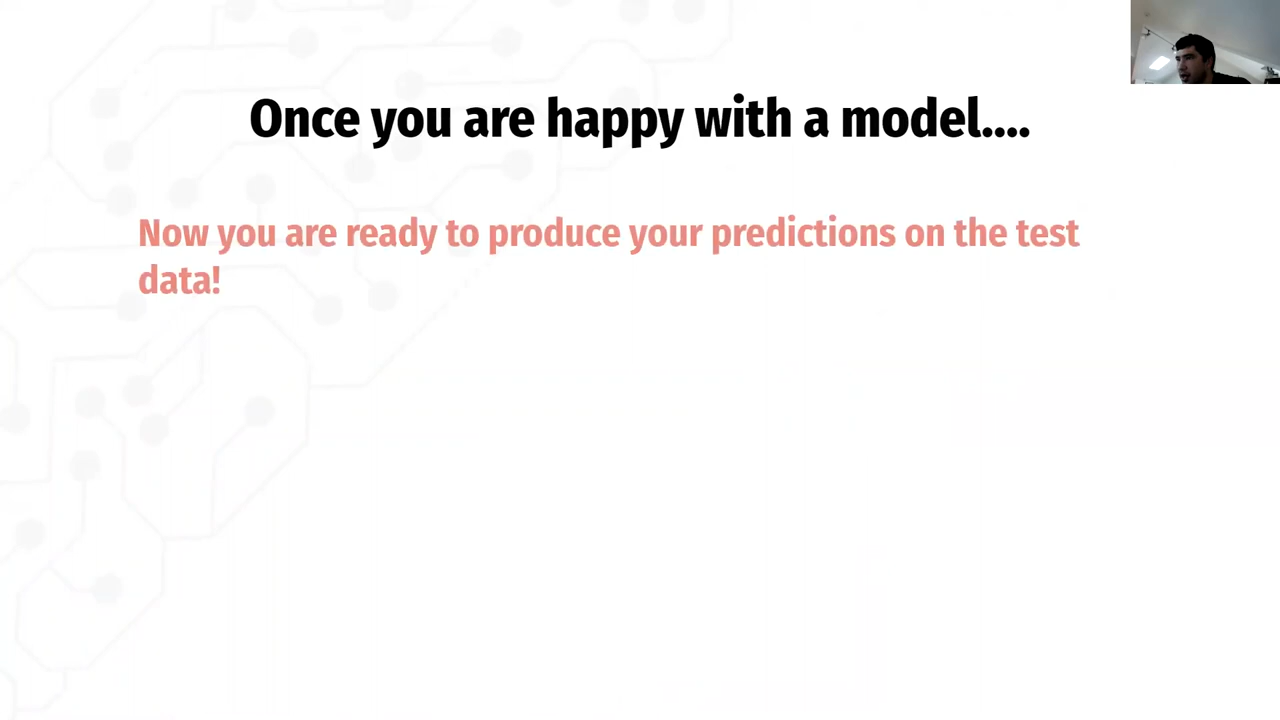 Once you are happy with a model....
Now you are ready to produce your predictions on the test
data!